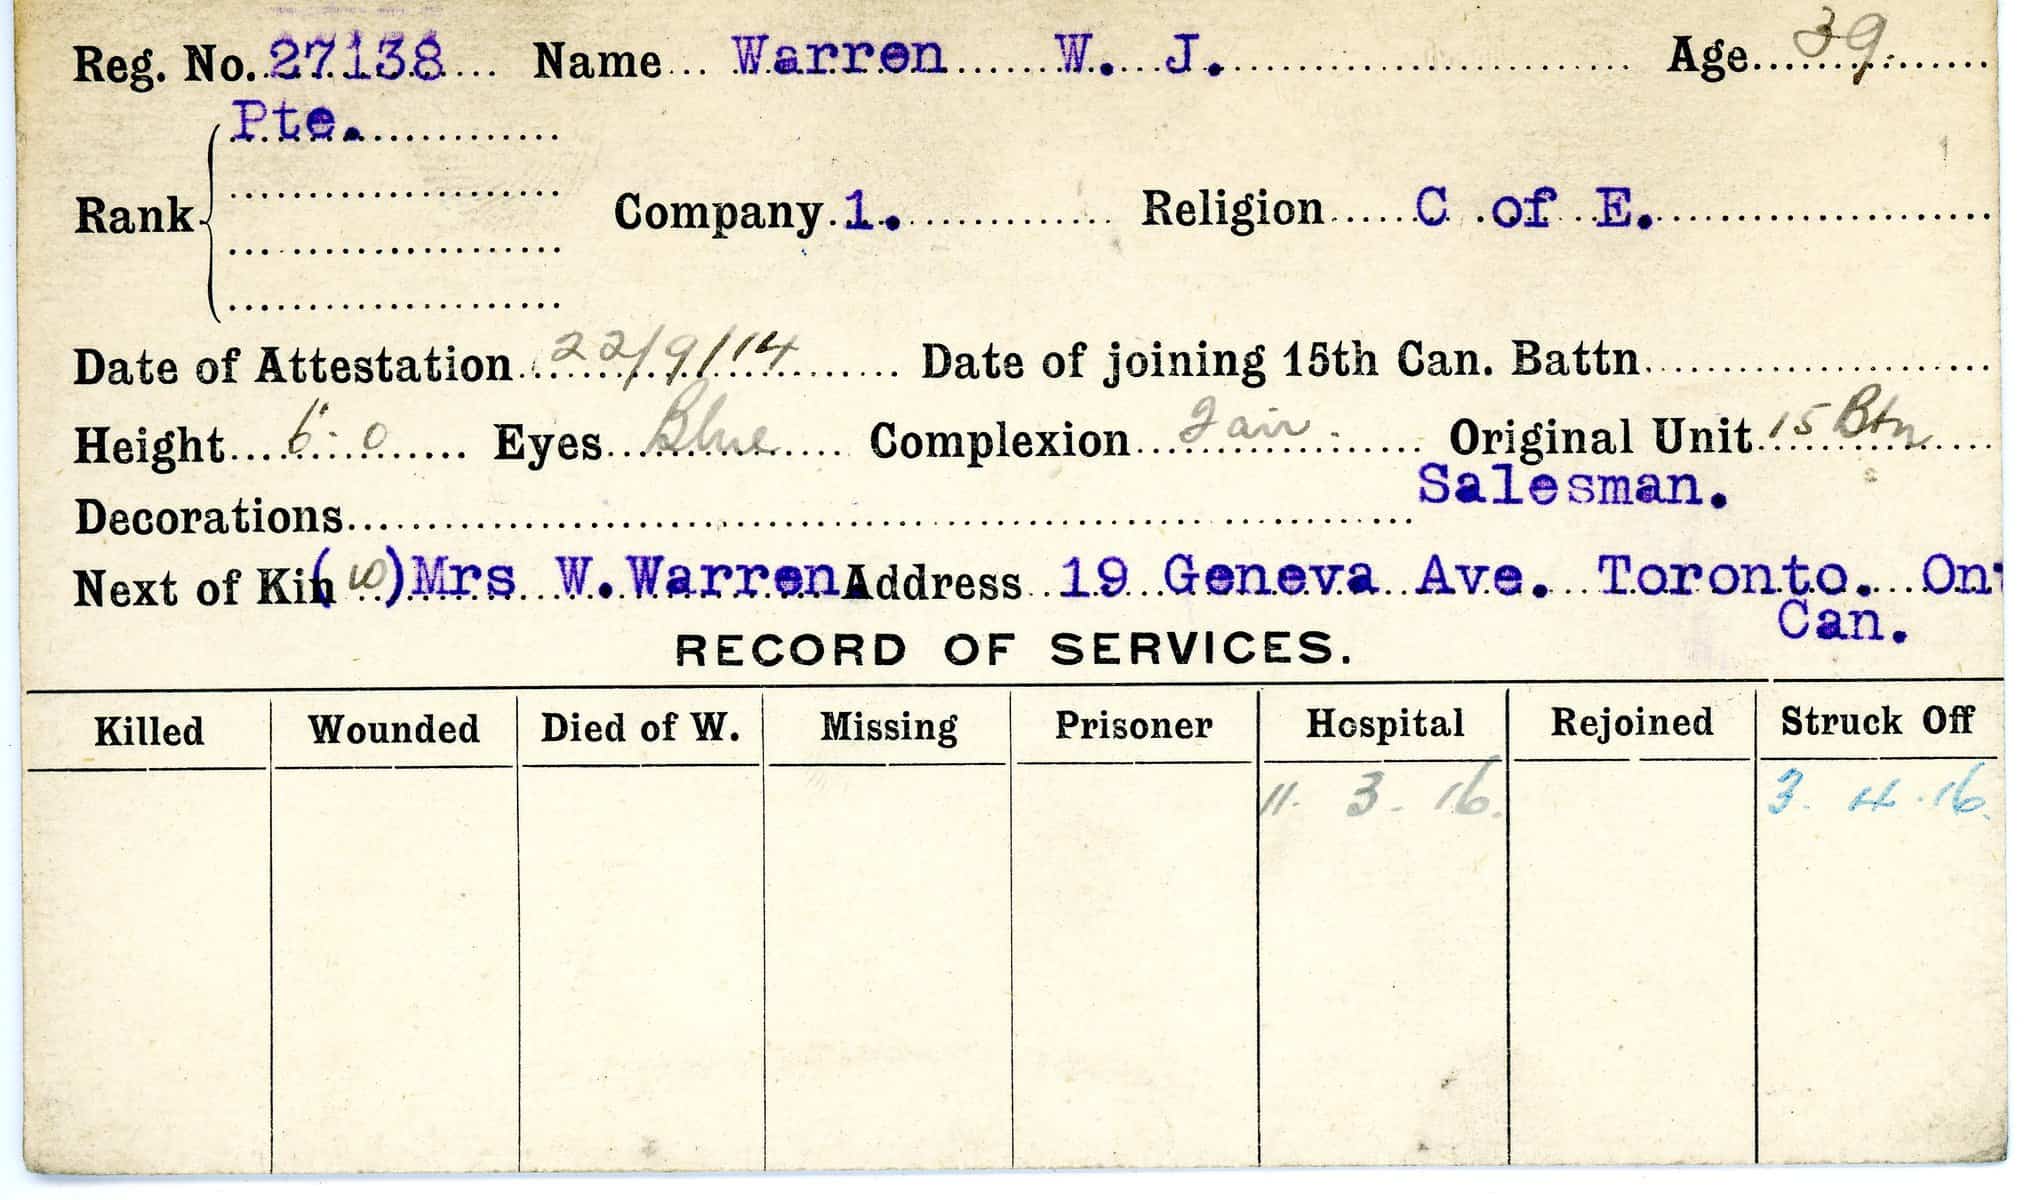 Reg. No. 27138 Name Warren W. J. Age 39
Pte.
Rank Company 1. Religion C of E.
Date of Attestation 22/9/14 Date of joining 15th Can. Battn
Height 6' 0 Eyes Blue Complexion Fair Original Unit 15 Btn
Salesman.
Decorations
Next of Kin (w) Mrs W. Warren Address 19 Geneva Ave. Toronto. Ont
Can.
RECORD OF SERVICES.
Killed Wounded Died of W. Missing Prisoner Hospital Rejoined Struck Off
11. 3. 16. 3. 4. 16.